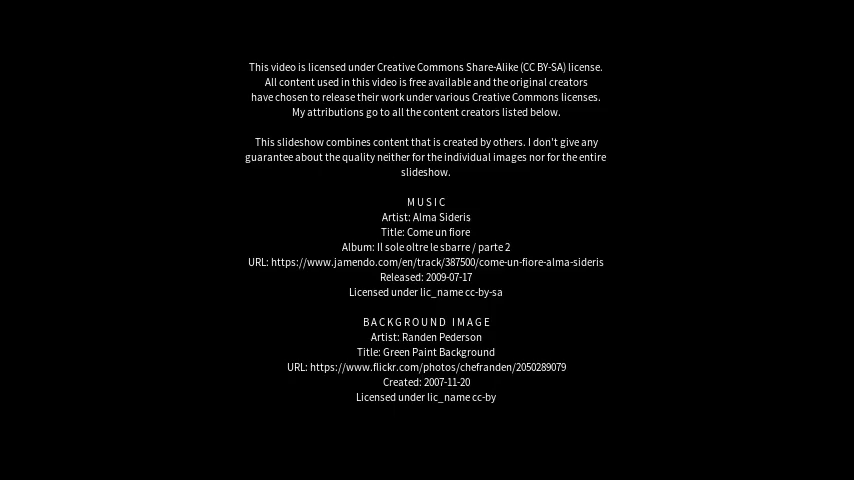 This video is licensed under Creative Commons Share-Alike (CC BY-SA) license.
All content used in this video is free available and the original creators
have chosen to release their work under various Creative Commons licenses.
My attributions go to all the content creators listed below.
This slideshow combines content that is created by others. I don't give any
guarantee about the quality neither for the individual images nor for the entire
slideshow.
MUSIC
Artist: Alma Sideris
Title: Come un fiore
Album: Il sole oltre le sbarre / parte 2
URL: https://www.jamendo.com/en/track/387500/come-un-fiore-alma-sideris
Released: 2009-07-17
Licensed under lic_name cc-by-sa
BACKGROUND IMAGE
Artist: Randen Pederson
Title: Green Paint Background
URL: https://www.flickr.com/photos/chefranden/2050289079
Created: 2007-11-20
Licensed under lic_name cc-by